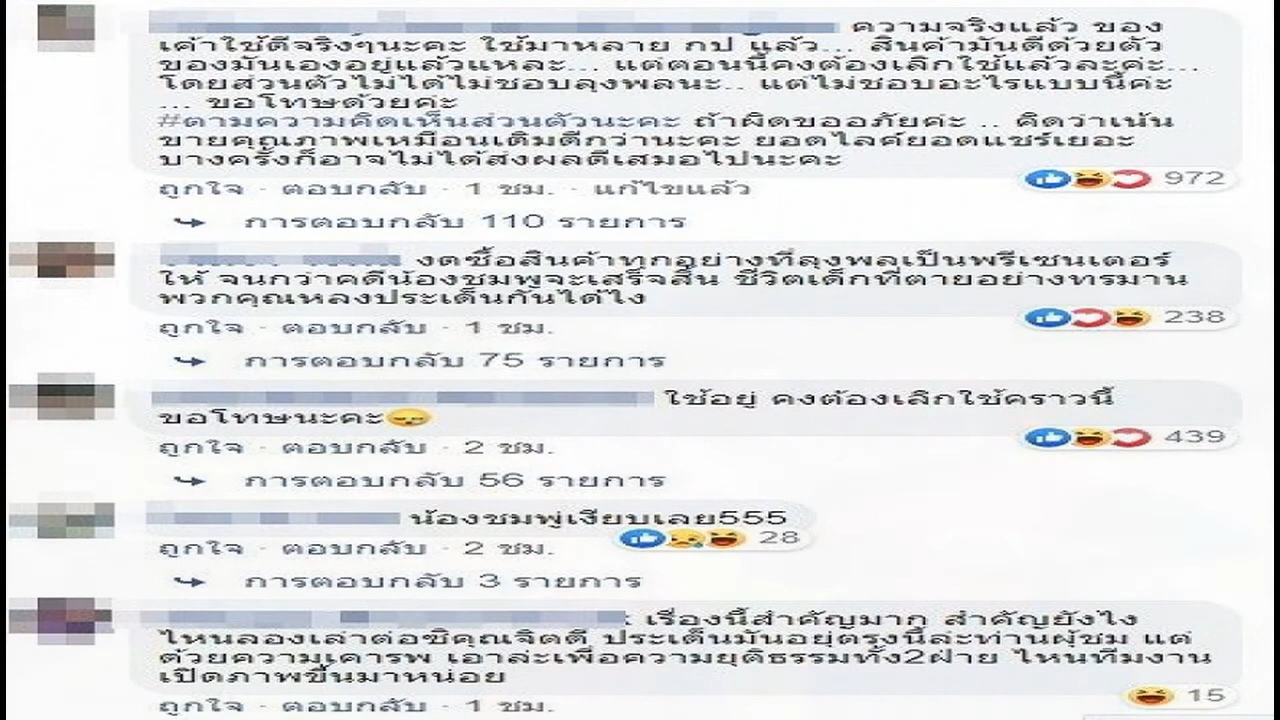 ความจริงแล้ว ของ
เค้าใช้ดีจริงๆนะคะ ใช้มาหลาย กป แล้ว... สินค้ามันดีด้วยตัว
ของมันเองอยู่แล้วแหละ... แต่ตอนนี้คงต้องเลิกใช้แล้วละค่ะ...
โดยส่วนตัวไม่ได้ไม่ชอบลุงพลนะ.. แต่ไม่ชอบอะไรแบบนี้ค่ะ
... ขอโทษด้วยค่ะ
#ตามความคิดเห็นส่วนตัวนะคะ ถ้าผิดขออภัยค่ะ .. คิดว่าเน้น
ขายคุณภาพเหมือนเดิมดีกว่านะคะ ยอดไลค์ยอดแชร์เยอะ
บางครั้งก็อาจไม่ได้ส่งผลดีเสมอไปนะคะ
ถูกใจ · ตอบกลับ · 1 ชม. · แก้ไขแล้ว
972
การตอบกลับ 110 รายการ
งดซื้อสินค้าทุกอย่างที่ลุงพลเป็นพรีเซนเตอร์
ให้ จนกว่าคดีน้องชมพู่จะเสร็จสิ้น ชีวิตเด็กที่ตายอย่างทรมาน
พวกคุณหลงประเด็นกันได้ไง
ถูกใจ · ตอบกลับ · 1 ชม.
238
การตอบกลับ 75 รายการ
ใช้อยู่ คงต้องเลิกใช้คราวนี้
ขอโทษนะคะ😔
ถูกใจ · ตอบกลับ · 2 ชม.
439
การตอบกลับ 56 รายการ
น้องชมพู่เงียบเลย555
ถูกใจ · ตอบกลับ · 2 ชม.
28
การตอบกลับ 3 รายการ
เรื่องนี้สำคัญมาก สำคัญยังไง
ไหนลองเล่าต่อซิคุณจิตดี ประเด็นมันอยู่ตรงนี้ล่ะท่านผู้ชม แต่
ด้วยความเคารพ เอาล่ะเพื่อความยุติธรรมทั้ง2ฝ่าย ไหนทีมงาน
เปิดภาพขึ้นมาหน่อย
15
ถูกใจ · ตอบกลับ · 1 ชม.